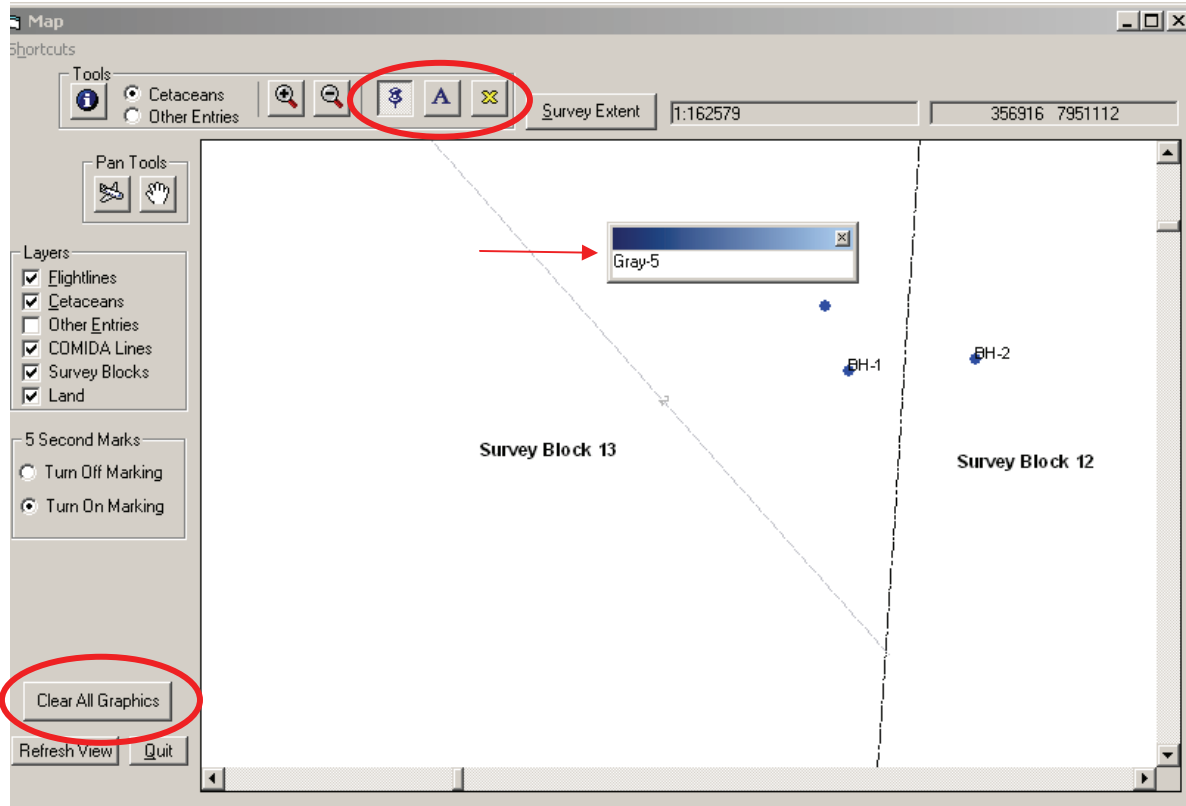 Map
Shortcuts
Tools
Cetaceans
Other Entries
A
Survey Extent
1:162579
356916 7951112
Pan Tools
Layers
Flightlines
Cetaceans
Other Entries
COMIDA Lines
Survey Blocks
Land
5 Second Marks
Turn Off Marking
Turn On Marking
Clear All Graphics
Refresh View
Quit
Gray-5
BH-1
BH-2
2
Survey Block 13
Survey Block 12